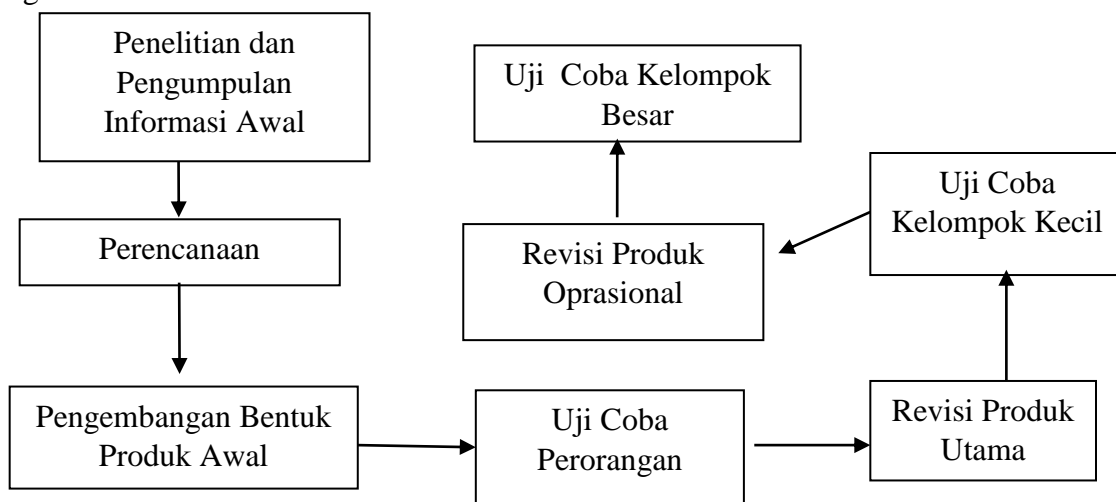 Penelitian dan
Pengumpulan
Informasi Awal
Perencanaan
Pengembangan Bentuk
Produk Awal
Uji Coba
Perorangan
Revisi Produk
Utama
Uji Coba
Kelompok Kecil
Revisi Produk
Oprasional
Uji Coba Kelompok
Besar